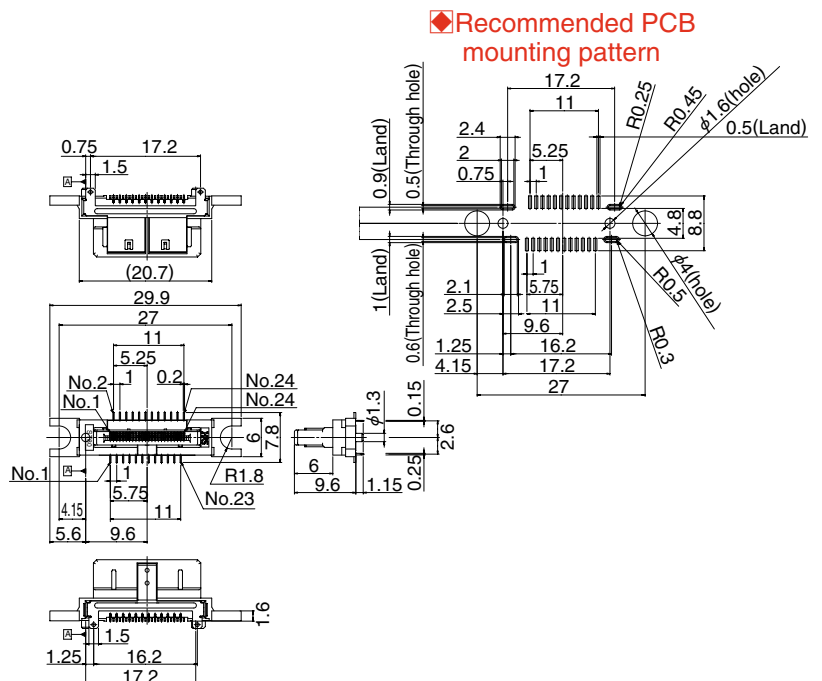 Recommended PCB
mounting pattern
17.2
11
2.4
5.25
2
1
0.75
0.9(Land)
0.5(Through hole)
R0.25
R0.45
φ1.6(hole)
0.5(Land)
4.8
8.8
1(Land)
0.6(Through hole)
1
2.1
5.75
2.5
11
9.6
1.25
16.2
4.15
17.2
27
φ4(hole)
R0.5
R0.3
0.75
17.2
1.5
A
(20.7)
29.9
27
11
5.25
No.2
1
0.2
No.24
No.1
No.24
6
7.8
A
No.1
1
R1.8
5.75
No.23
4.15
11
5.6
9.6
φ1.3
0.15
2.6
6
0.25
9.6
1.15
1.6
A
1.5
1.25
16.2
17.2